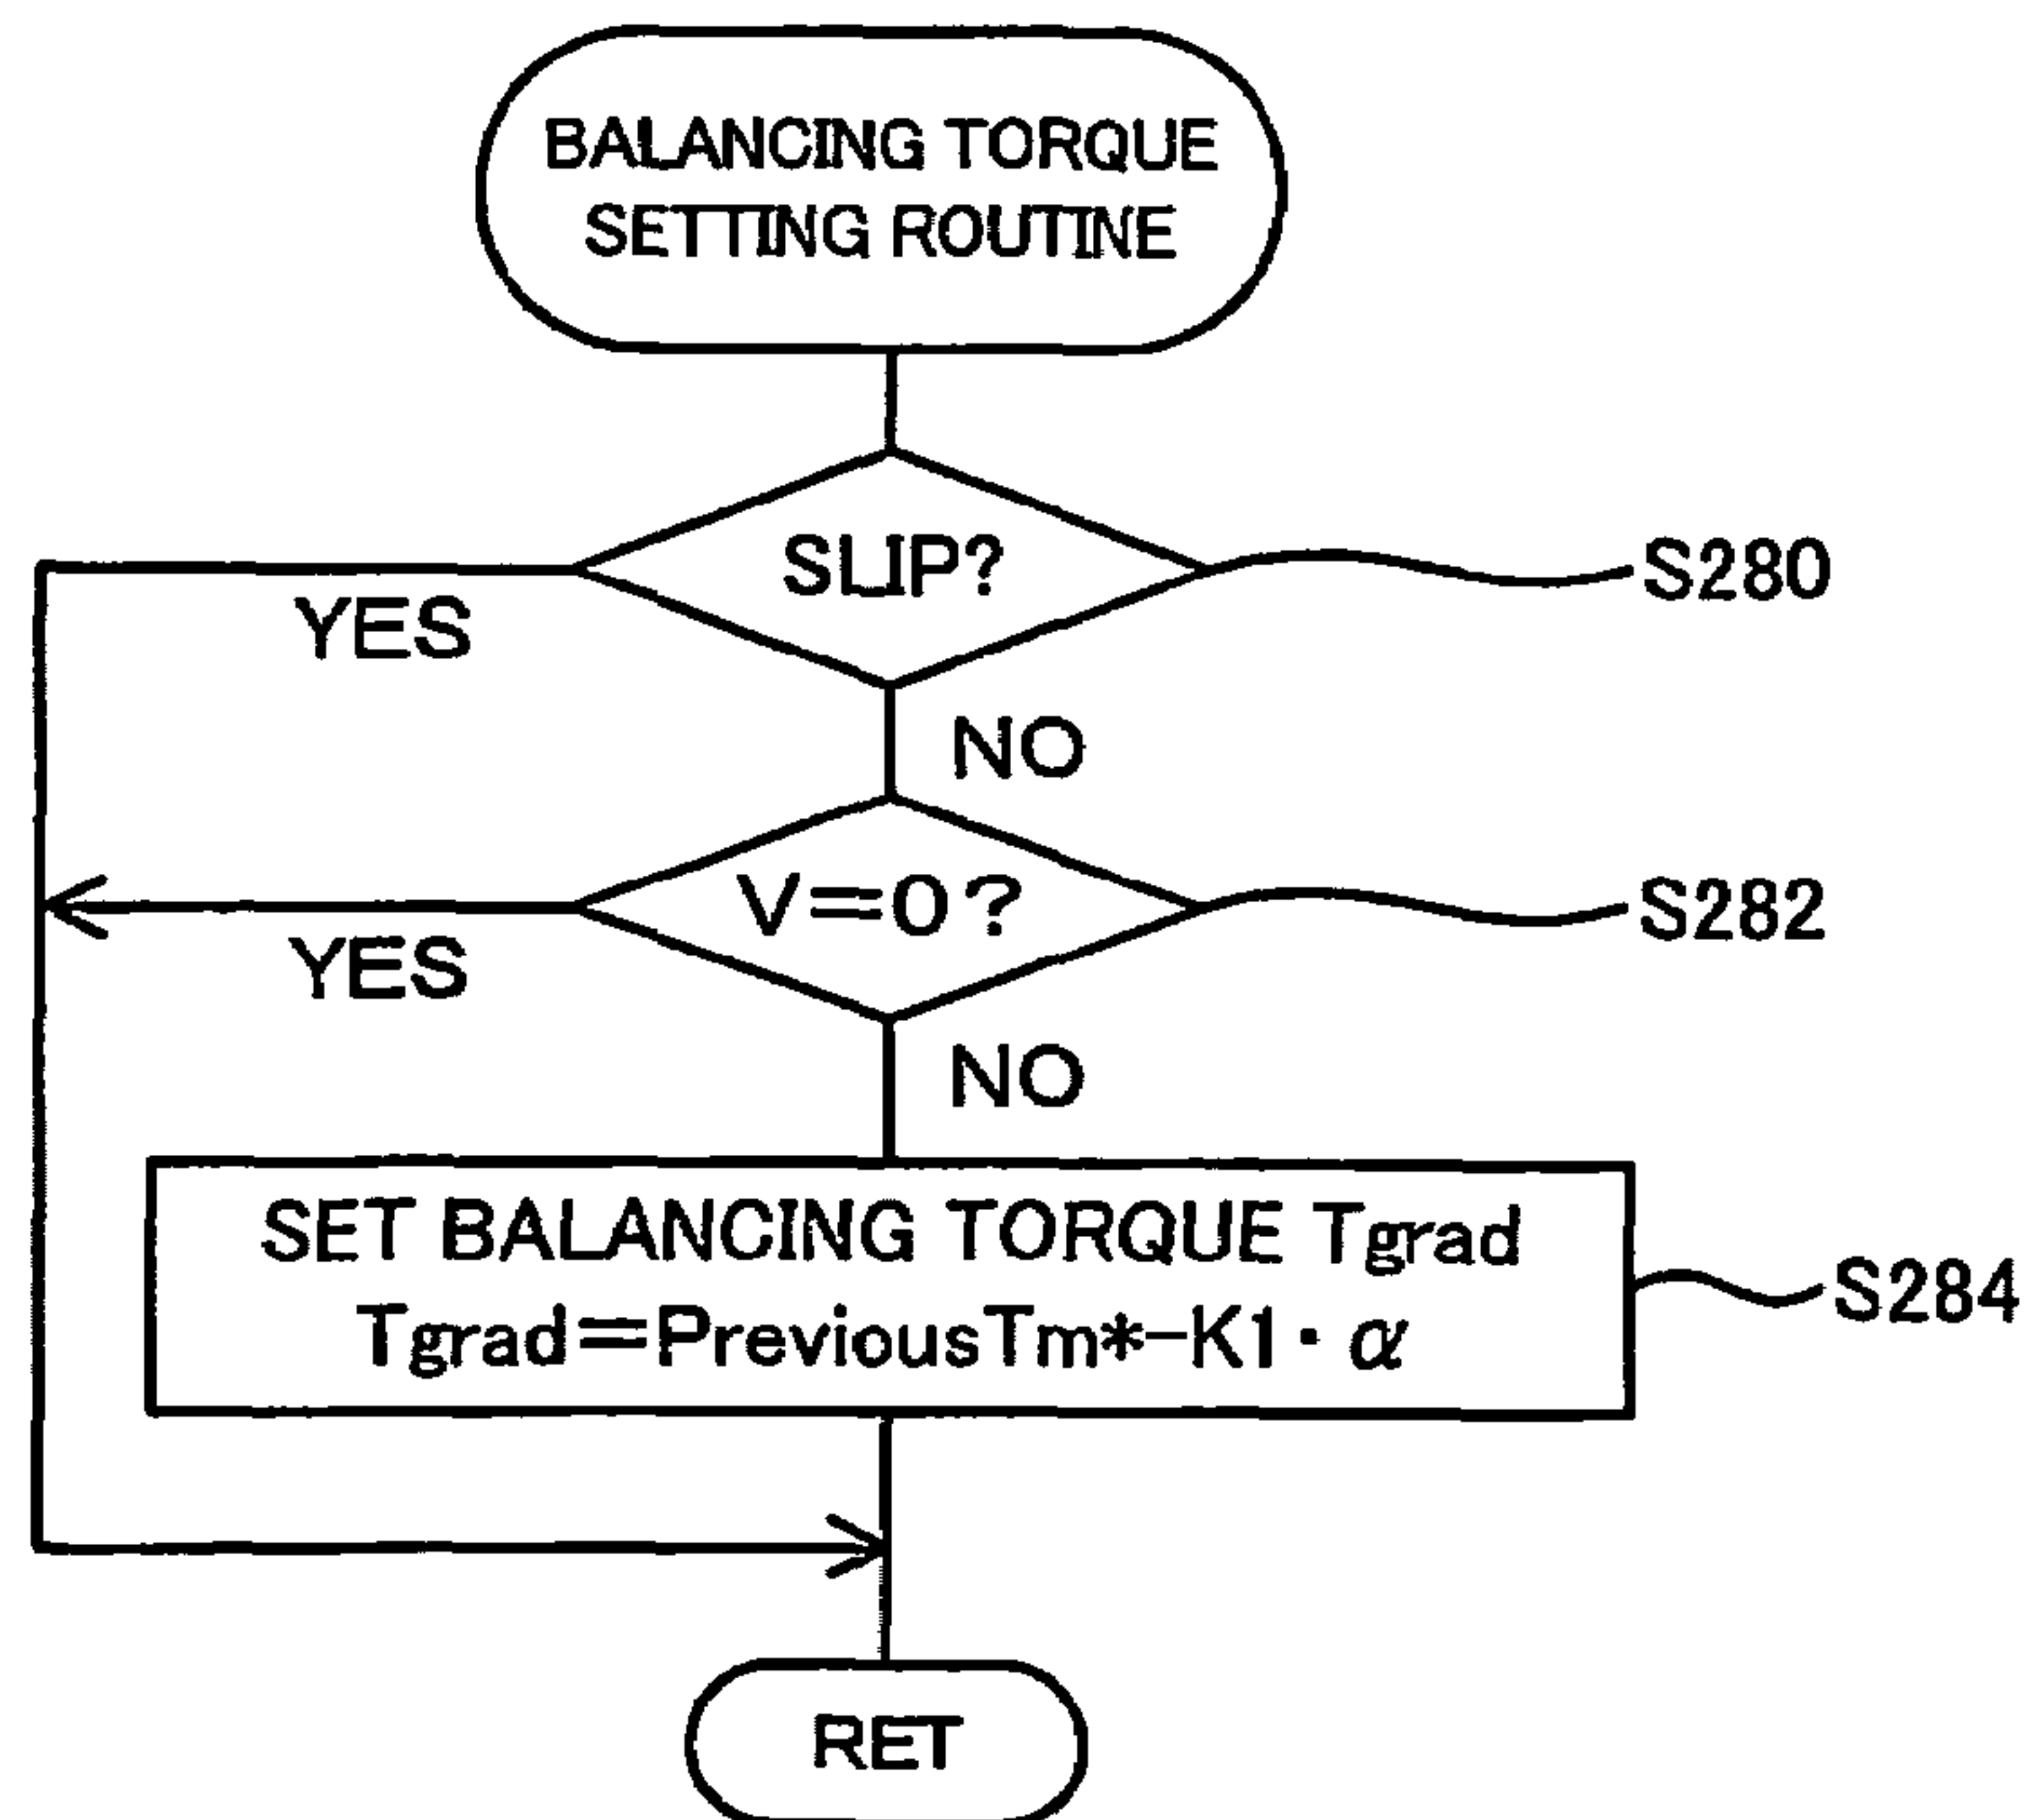 BALANCING TORQUE
SETTING ROUTINE
SLIP?
S280
YES
NO
V=0?
S282
YES
NO
SET BALANCING TORQUE Tgrad
Tgrad=PreviousTm*-K1・α
S284
RET